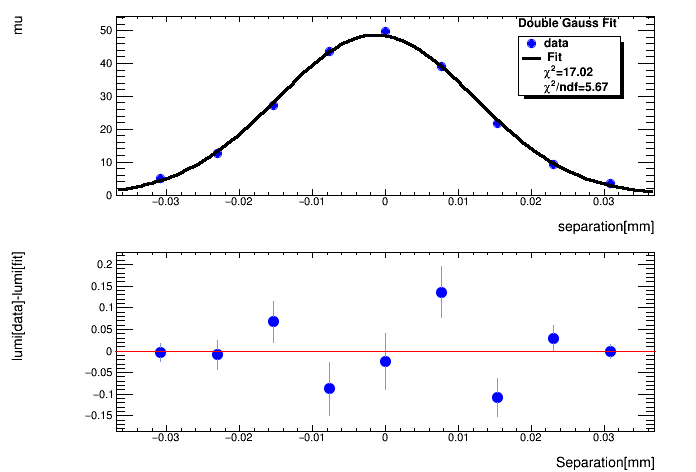 Double Gauss Fit
mu
data
Fit
χ²=17.02
χ²/ndf=5.67
50
40
30
20
10
0
−0.03 −0.02 −0.01 0 0.01 0.02 0.03
separation[mm]
lumi[data]-lumi[fit]
0.2
0.15
0.1
0.05
0
−0.05
−0.1
−0.15
−0.03 −0.02 −0.01 0 0.01 0.02 0.03
Separation[mm]